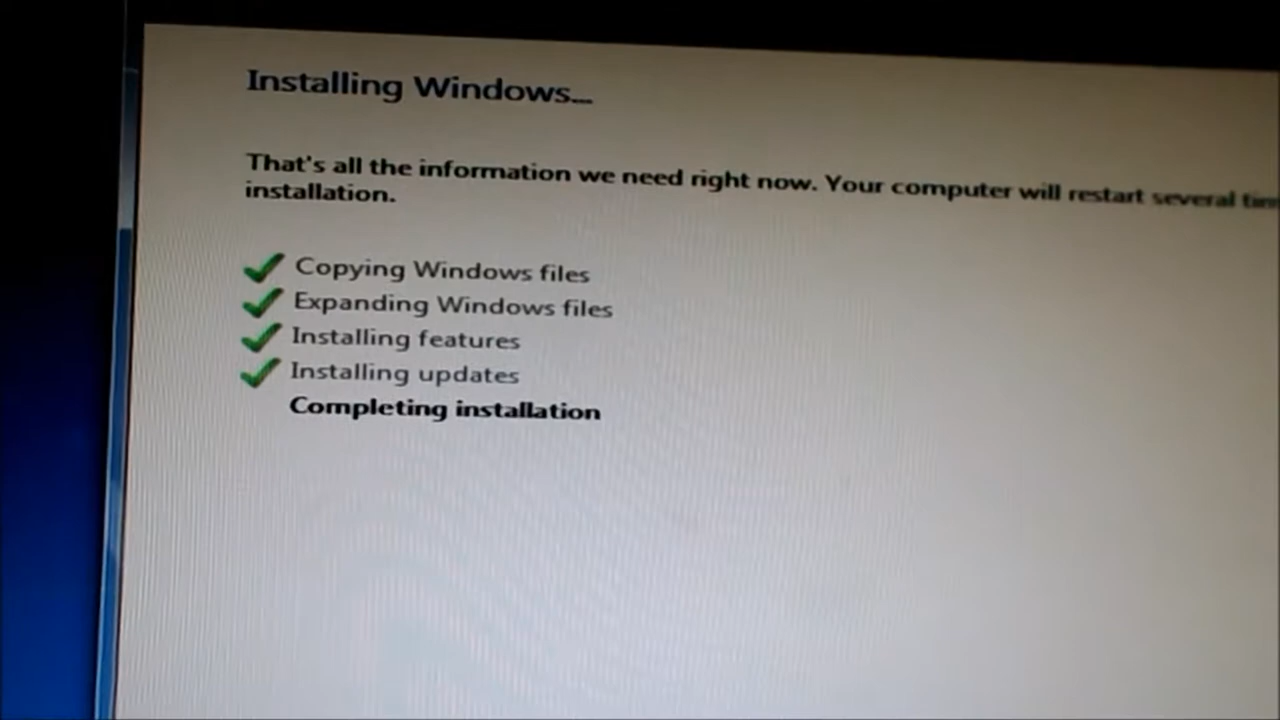 Installing Windows...
That's all the information we need right now. Your computer will restart several
installation.
Copying Windows files
Expanding Windows files
Installing features
Installing updates
Completing installation